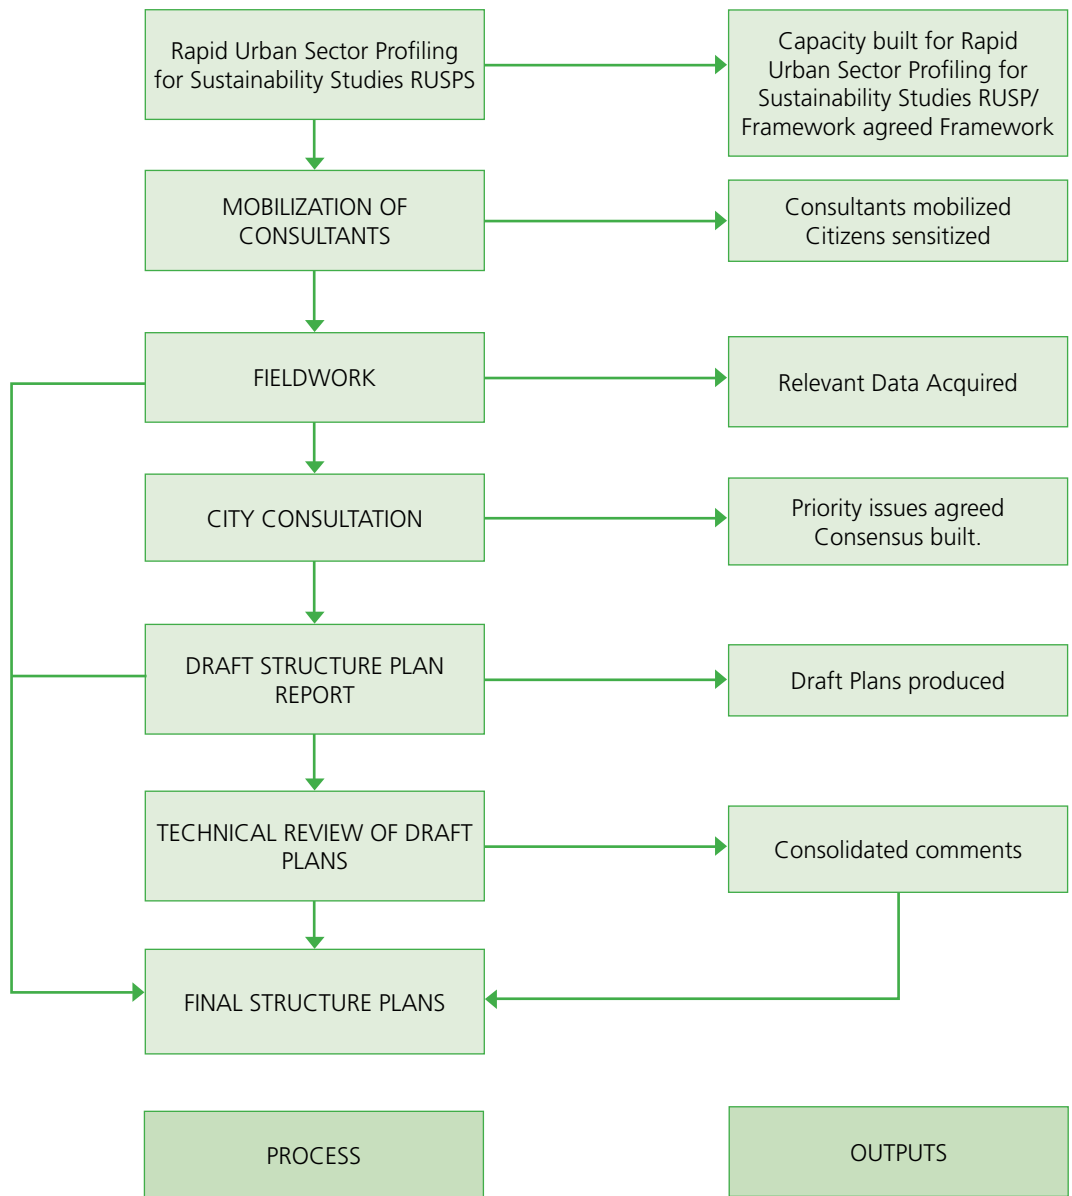 Rapid Urban Sector Profiling
for Sustainability Studies RUSPS
Capacity built for Rapid
Urban Sector Profiling for
Sustainability Studies RUSP/
Framework agreed Framework
MOBILIZATION OF
CONSULTANTS
Consultants mobilized
Citizens sensitized
FIELDWORK
Relevant Data Acquired
CITY CONSULTATION
Priority issues agreed
Consensus built.
DRAFT STRUCTURE PLAN
REPORT
Draft Plans produced
TECHNICAL REVIEW OF DRAFT
PLANS
Consolidated comments
FINAL STRUCTURE PLANS
PROCESS
OUTPUTS